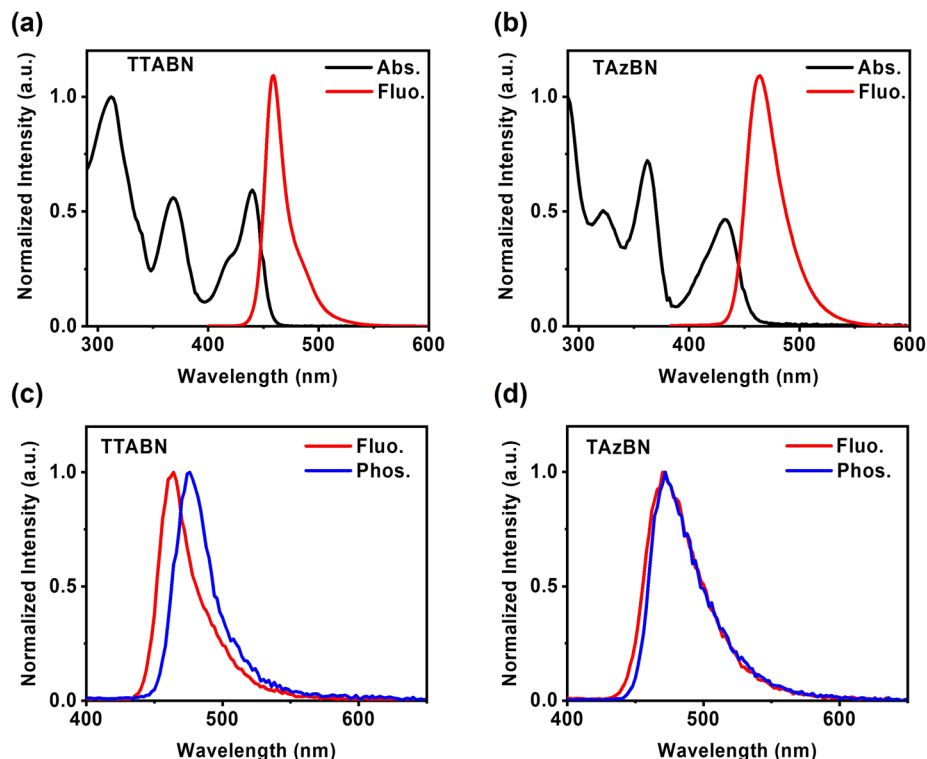 (a)
TTABN
Abs.
Fluo.
Normalized Intensity (a.u.)
1.0
0.5
0.0
300 400 500 600
Wavelength (nm)
(b)
TAzBN
Abs.
Fluo.
Normalized Intensity (a.u.)
1.0
0.5
0.0
300 400 500 600
Wavelength (nm)
(c)
TTABN
Fluo.
Phos.
Normalized Intensity (a.u.)
1.0
0.5
0.0
400 500 600
Wavelength (nm)
(d)
TAzBN
Fluo.
Phos.
Normalized Intensity (a.u.)
1.0
0.5
0.0
400 500 600
Wavelength (nm)